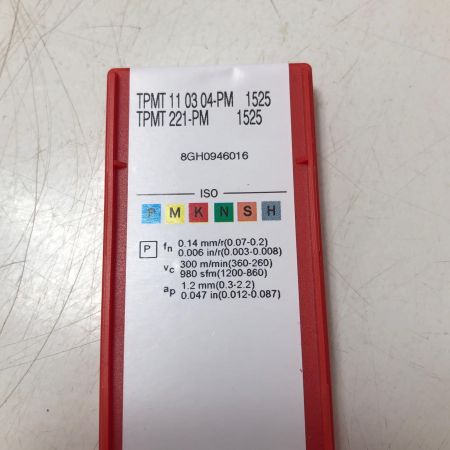 TPMT 11 03 04-PM 1525
TPMT 221-PM 1525
8GH0946016
ISO
P M K N S H
P fn 0.14 mm/r(0.07-0.2)
0.006 in/r(0.003-0.008)
vc 300 m/min(360-260)
980 sfm(1200-860)
ap 1.2 mm(0.3-2.2)
0.047 in(0.012-0.087)